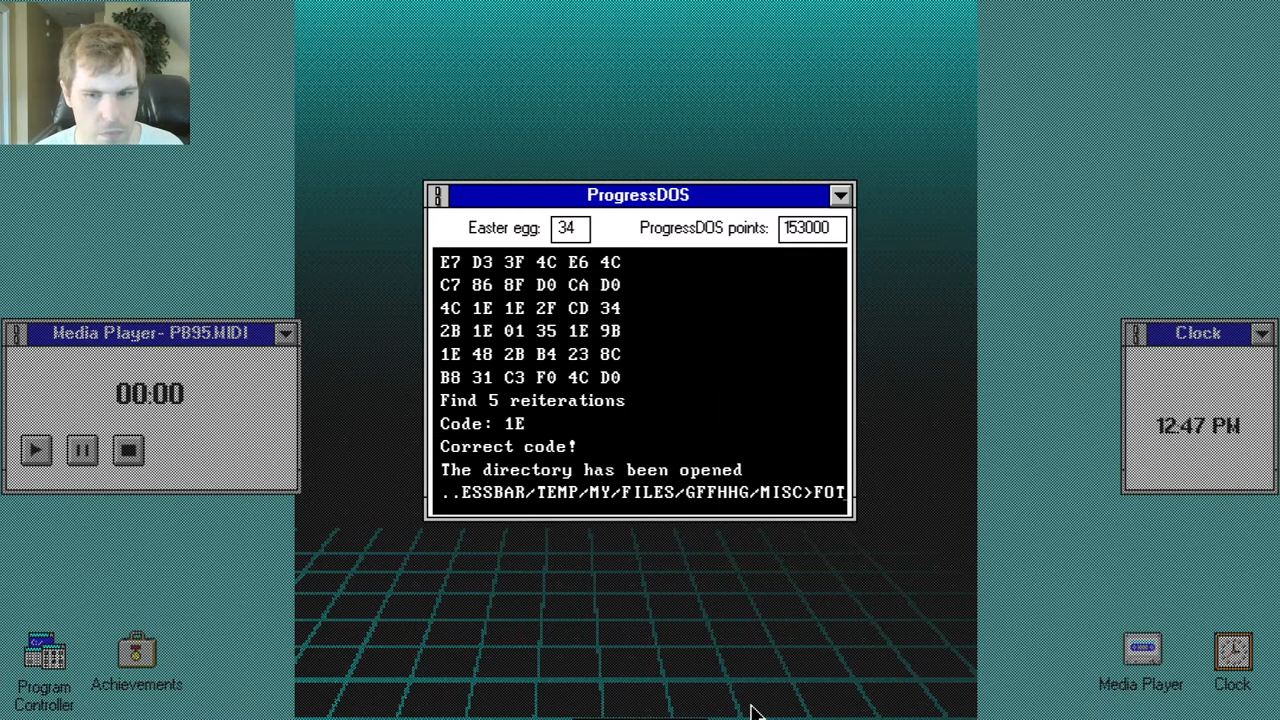 ProgressDOS
Easter egg: 34 ProgressDOS points: 153000
E7 D3 3F 4C E6 4C
C7 86 8F D0 CA D0
4C 1E 1E 2F CD 34
2B 1E 01 35 1E 9B
1E 48 2B B4 23 8C
B8 31 C3 F0 4C D0
Find 5 reiterations
Code: 1E
Correct code!
The directory has been opened
..ESSBAR/TEMP/MY/FILES/GFFHHG/MISC>FOT_
Media Player- PB95.MIDI
00:00
Clock
12:47 PM
Program
Controller
Achievements
Media Player
Clock